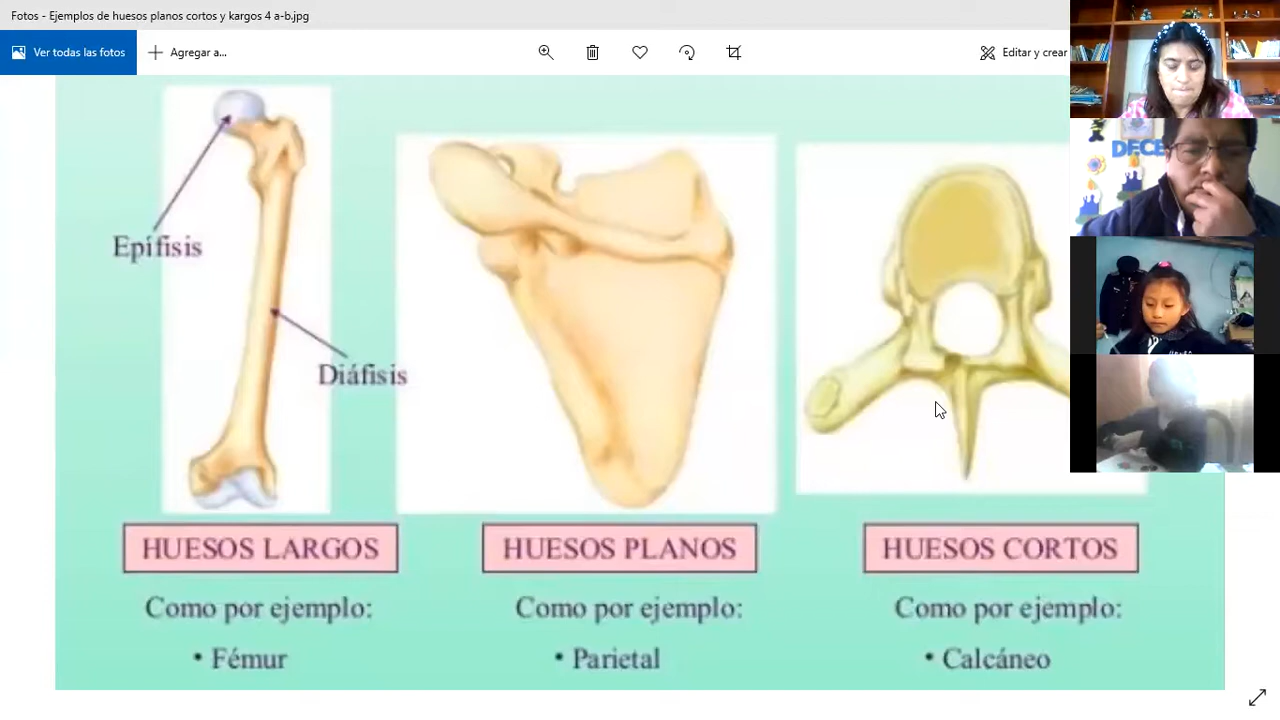 Fotos - Ejemplos de huesos planos cortos y kargos 4 a-b.jpg
Ver todas las fotos
Agregar a...
Editar y crear
DECE
Epífisis
Diáfisis
HUESOS LARGOS
HUESOS PLANOS
HUESOS CORTOS
Como por ejemplo:
Como por ejemplo:
Como por ejemplo:
• Fémur
• Parietal
• Calcáneo